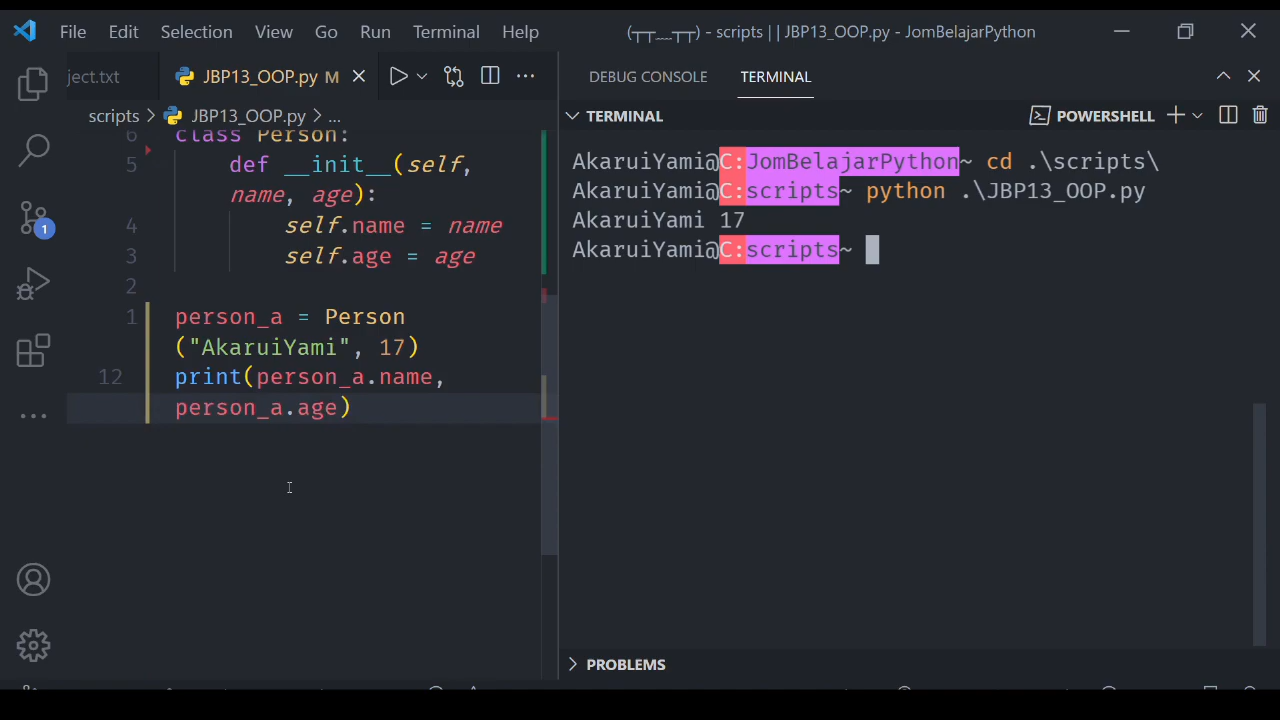 File Edit Selection View Go Run Terminal Help (┬┬﹏┬┬) - scripts || JBP13_OOP.py - JomBelajarPython
ject.txt JBP13_OOP.py M
scripts > JBP13_OOP.py > ...
6 class Person:
5 def __init__(self,
name, age):
4 self.name = name
3 self.age = age
2
1 person_a = Person
("AkaruiYami", 17)
12 print(person_a.name,
person_a.age)
1
DEBUG CONSOLE TERMINAL
TERMINAL POWERSHELL
AkaruiYami@C:JomBelajarPython~ cd .\scripts\
AkaruiYami@C:scripts~ python .\JBP13_OOP.py
AkaruiYami 17
AkaruiYami@C:scripts~
PROBLEMS